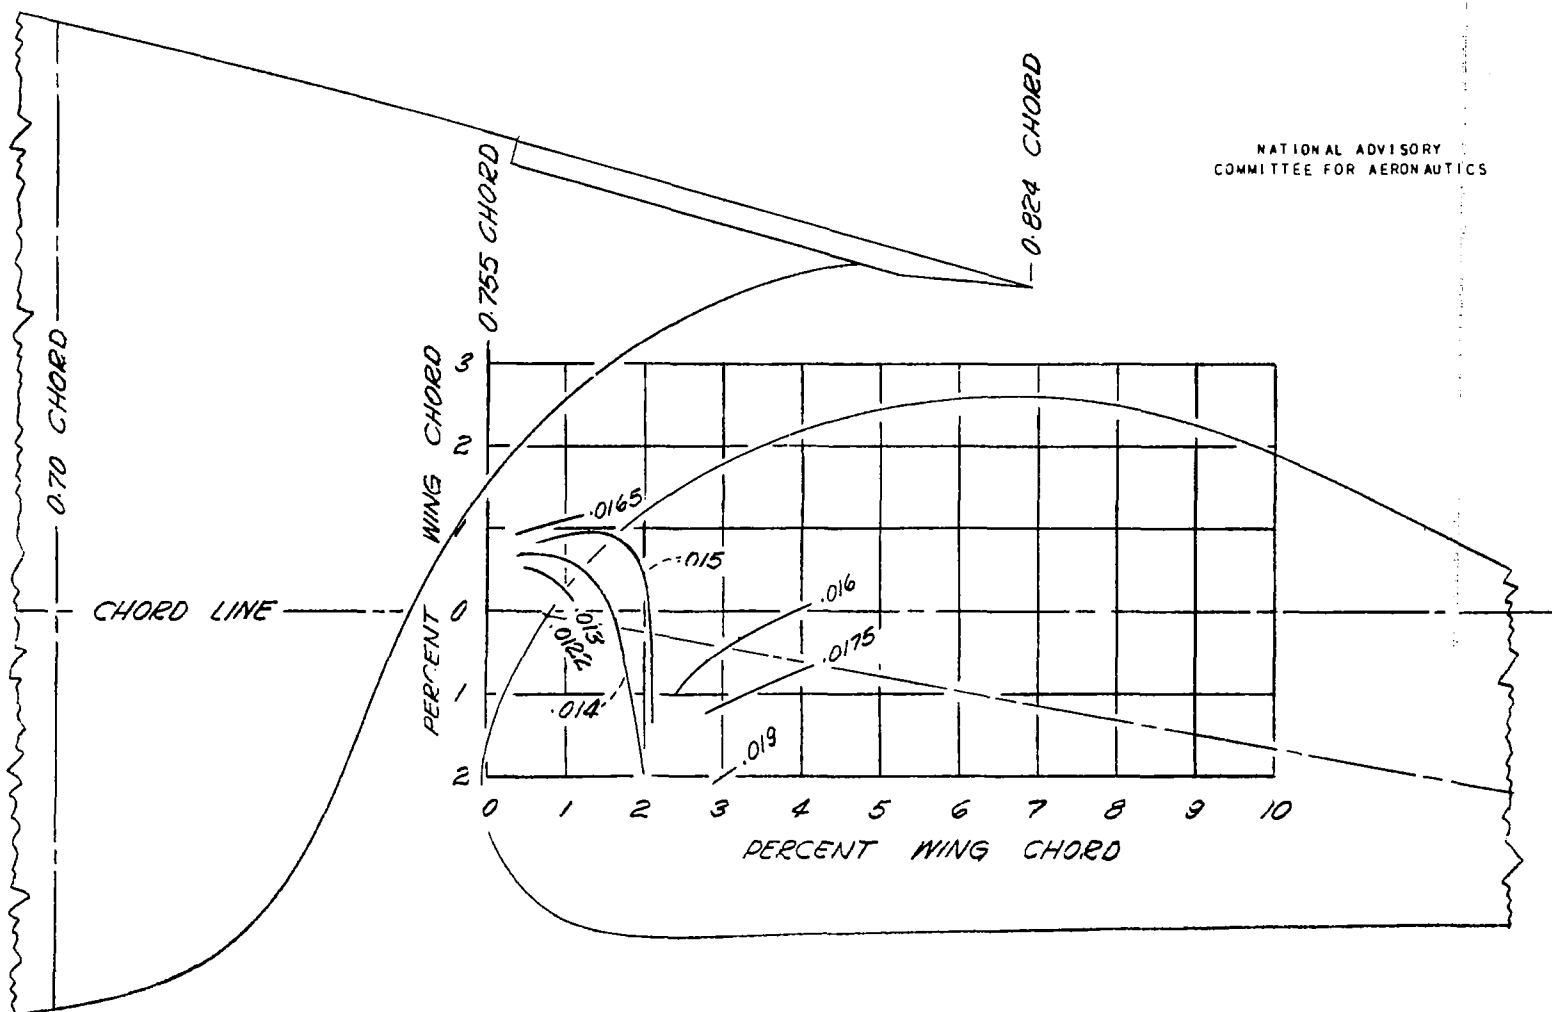 NATIONAL ADVISORY
COMMITTEE FOR AERONAUTICS
0.70 CHORD
0.755 CHORD
0.824 CHORD
CHORD LINE
PERCENT WING CHORD
3
2
1
0
1
2
.0165
.015
.013
.0122
.014
.016
.0175
.019
0 1 2 3 4 5 6 7 8 9 10
PERCENT WING CHORD